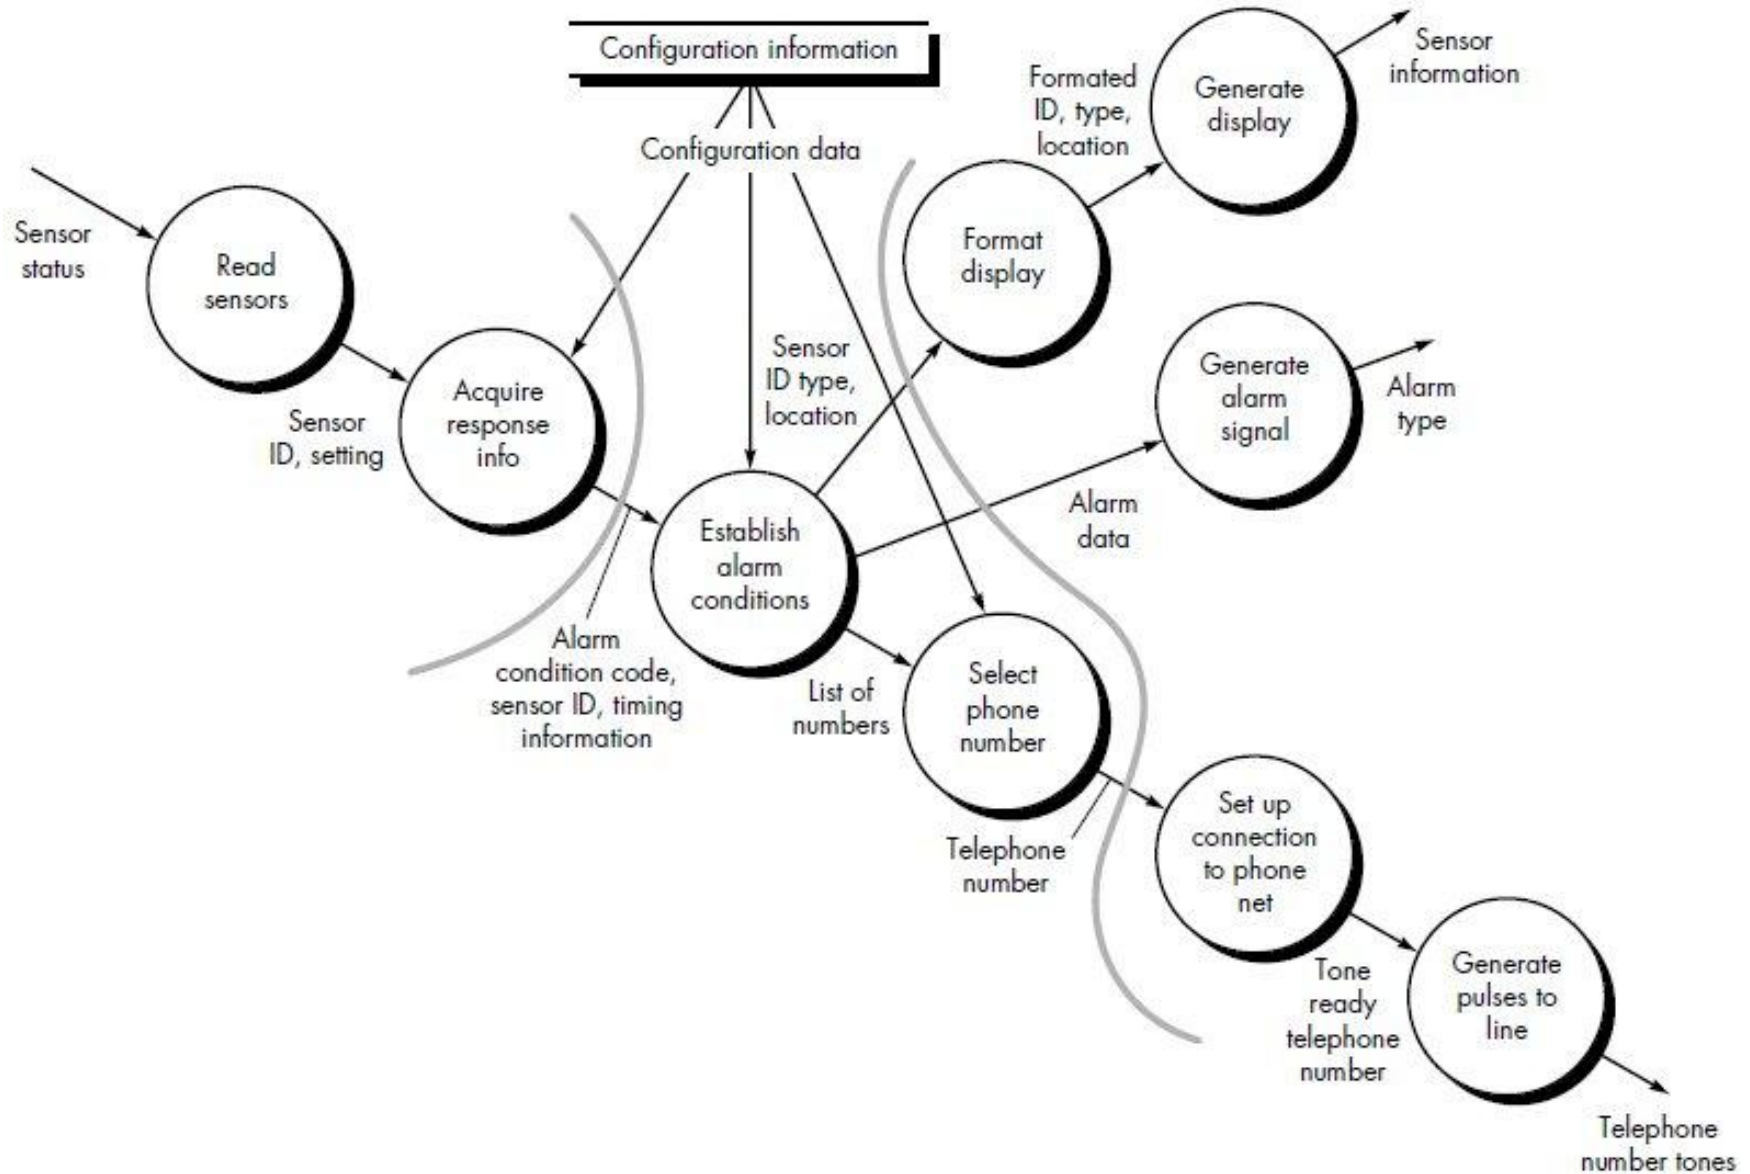 Configuration information
Configuration data
Sensor
status
Read
sensors
Sensor
ID, setting
Acquire
response
info
Alarm
condition code,
sensor ID, timing
information
Establish
alarm
conditions
Sensor
ID type,
location
Format
display
Formated
ID, type,
location
Generate
display
Sensor
information
Alarm
data
Generate
alarm
signal
Alarm
type
List of
numbers
Select
phone
number
Telephone
number
Set up
connection
to phone
net
Tone
ready
telephone
number
Generate
pulses to
line
Telephone
number tones